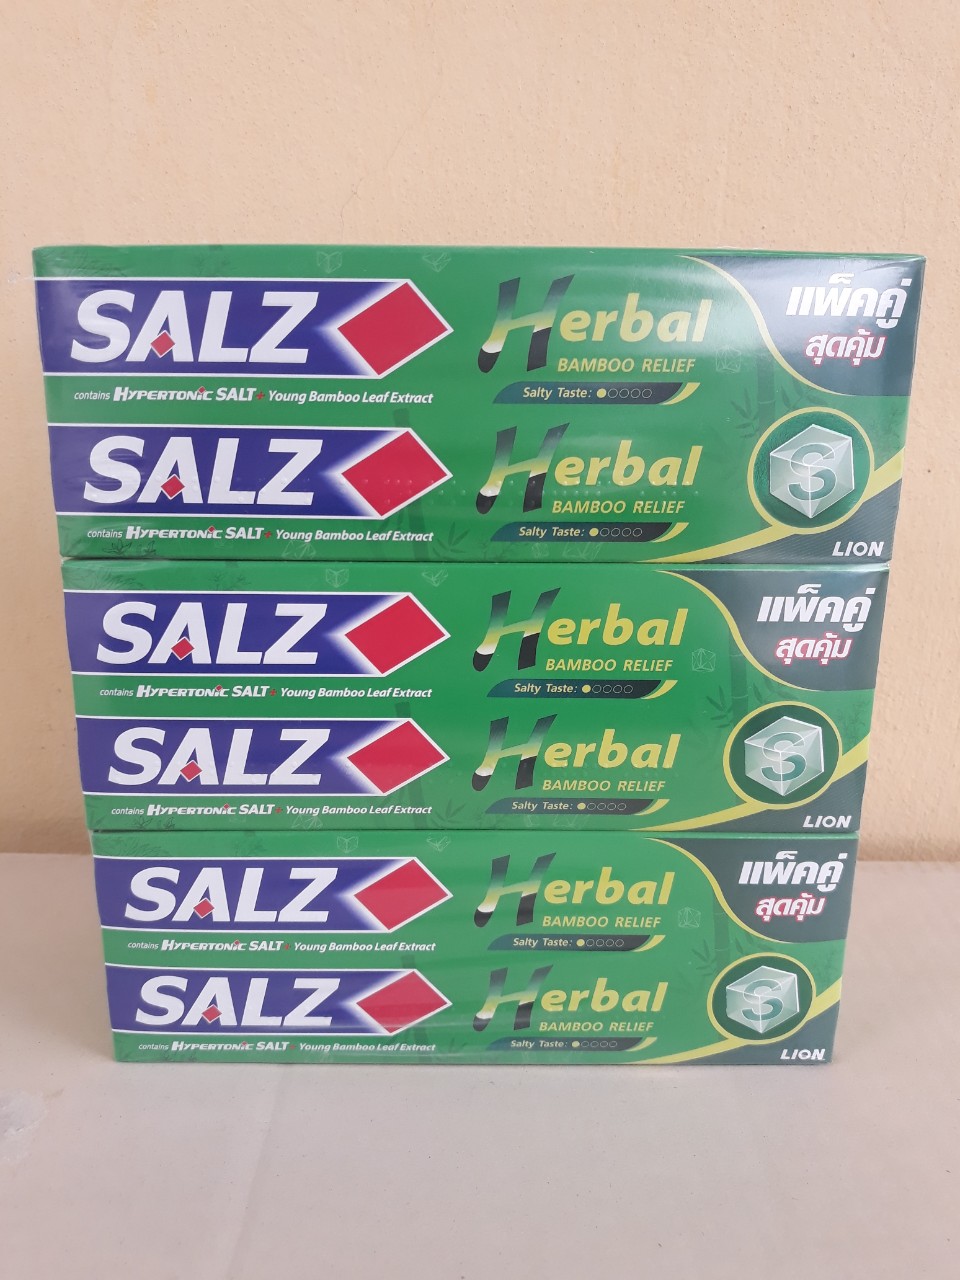 SALZ
Herbal
แพ็คคู่
สุดคุ้ม
BAMBOO RELIEF
contains HYPERTONIC SALT + Young Bamboo Leaf Extract
Salty Taste:
SALZ
Herbal
S
BAMBOO RELIEF
contains HYPERTONIC SALT + Young Bamboo Leaf Extract
Salty Taste:
LION
SALZ
Herbal
แพ็คคู่
สุดคุ้ม
BAMBOO RELIEF
contains HYPERTONIC SALT + Young Bamboo Leaf Extract
Salty Taste:
SALZ
Herbal
S
BAMBOO RELIEF
contains HYPERTONIC SALT + Young Bamboo Leaf Extract
Salty Taste:
LION
SALZ
Herbal
แพ็คคู่
สุดคุ้ม
BAMBOO RELIEF
contains HYPERTONIC SALT + Young Bamboo Leaf Extract
Salty Taste:
SALZ
Herbal
S
BAMBOO RELIEF
contains HYPERTONIC SALT + Young Bamboo Leaf Extract
Salty Taste:
LION